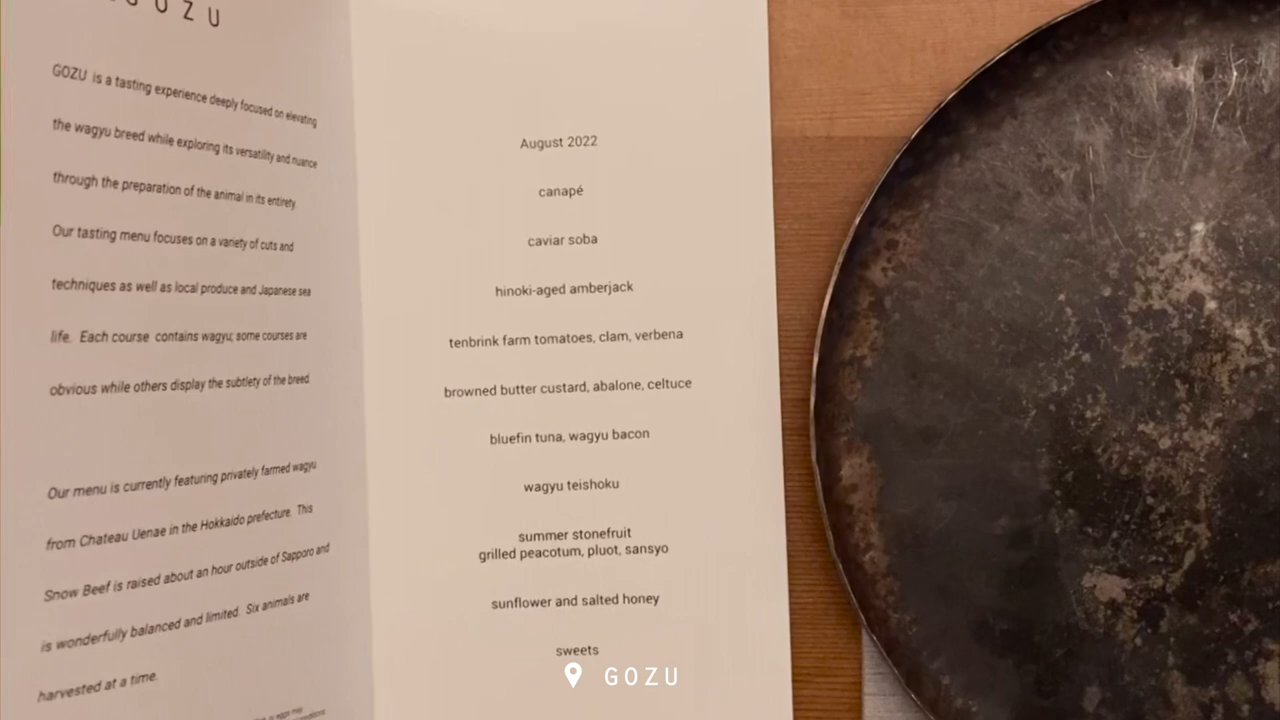 GOZU
GOZU is a tasting experience deeply focused on elevating
the wagyu breed while exploring its versatility and nuance
through the preparation of the animal in its entirety.
Our tasting menu focuses on a variety of cuts and
techniques as well as local produce and Japanese sea
life. Each course contains wagyu; some courses are
obvious while others display the subtlety of the breed.
Our menu is currently featuring privately farmed wagyu
from Chateau Uenae in the Hokkaido prefecture. This
Snow Beef is raised about an hour outside of Sapporo and
is wonderfully balanced and limited. Six animals are
harvested at a time.
or eggs may
August 2022
canapé
caviar soba
hinoki-aged amberjack
tenbrink farm tomatoes, clam, verbena
browned butter custard, abalone, celtuce
bluefin tuna, wagyu bacon
wagyu teishoku
summer stonefruit
grilled peacotum, pluot, sansyo
sunflower and salted honey
sweets
GOZU